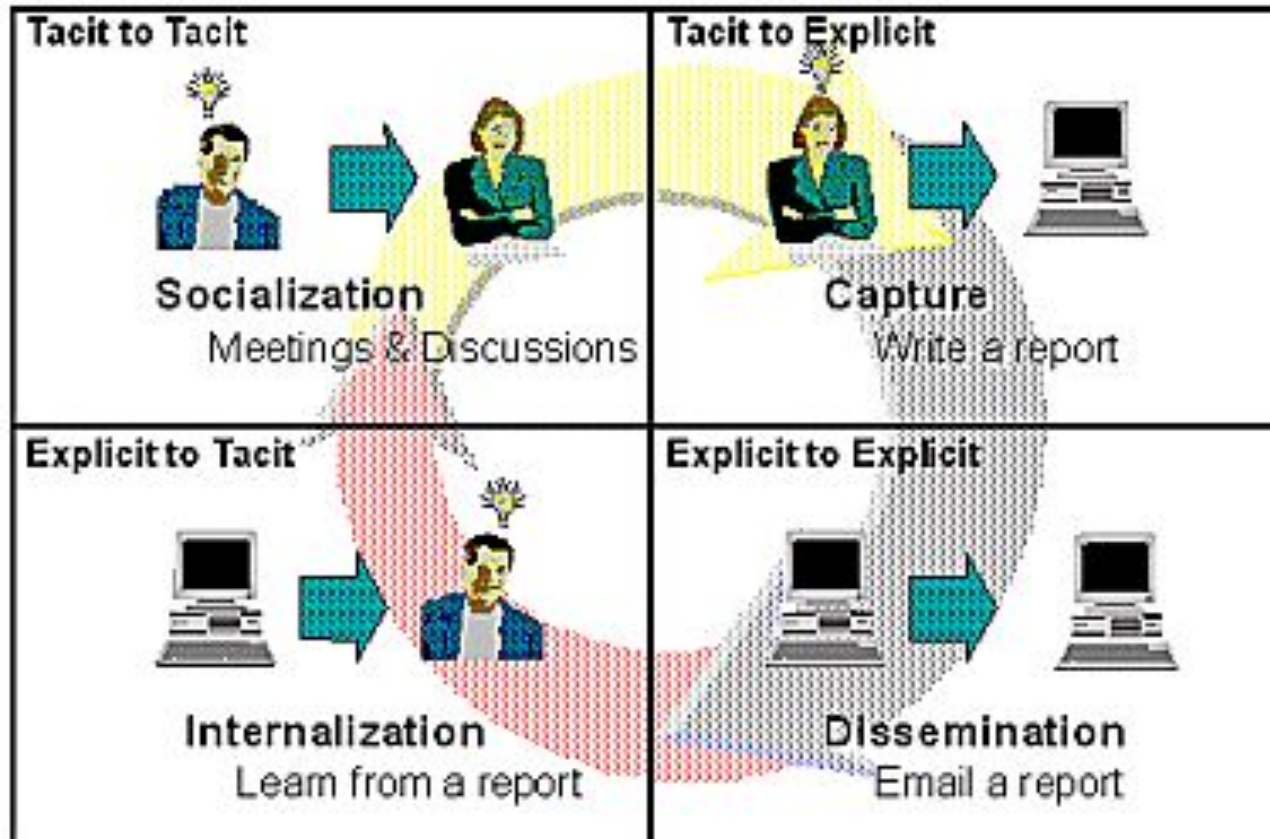 Tacit to Tacit
Tacit to Explicit
Socialization
Meetings & Discussions
Capture
Write a report
Explicit to Tacit
Explicit to Explicit
Internalization
Learn from a report
Dissemination
Email a report